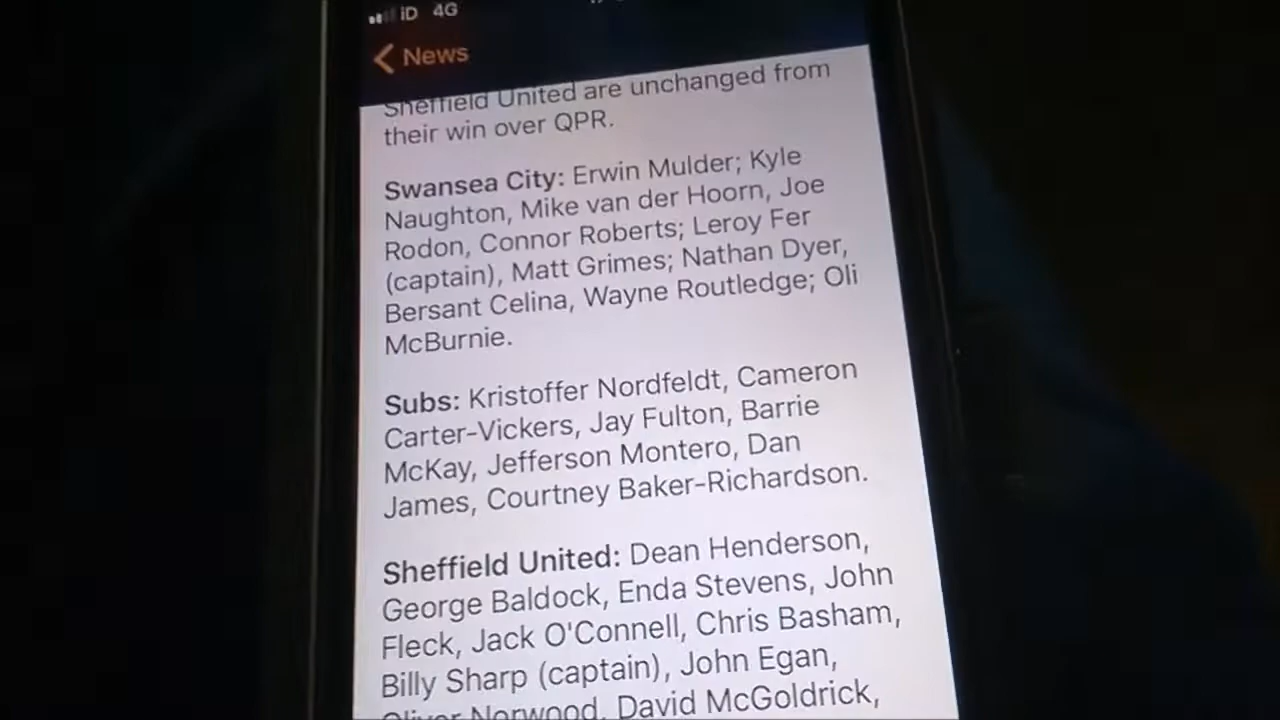 iD 4G
News
Sheffield United are unchanged from
their win over QPR.
Swansea City: Erwin Mulder; Kyle
Naughton, Mike van der Hoorn, Joe
Rodon, Connor Roberts; Leroy Fer
(captain), Matt Grimes; Nathan Dyer,
Bersant Celina, Wayne Routledge; Oli
McBurnie.
Subs: Kristoffer Nordfeldt, Cameron
Carter-Vickers, Jay Fulton, Barrie
McKay, Jefferson Montero, Dan
James, Courtney Baker-Richardson.
Sheffield United: Dean Henderson,
George Baldock, Enda Stevens, John
Fleck, Jack O'Connell, Chris Basham,
Billy Sharp (captain), John Egan,
Oliver Norwood, David McGoldrick,